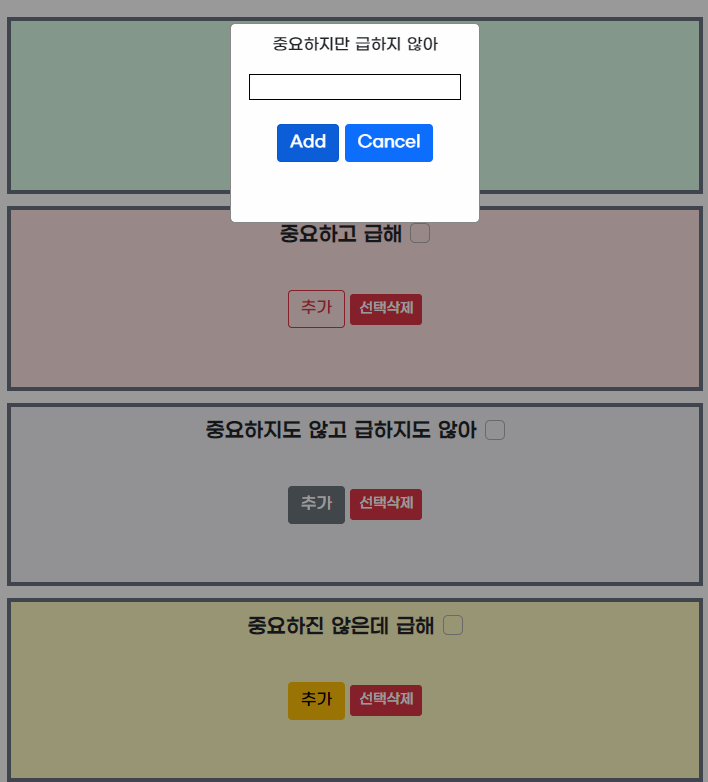 중요하지만 급하지 않아
Add Cancel
중요하고 급해
추가 선택삭제
중요하지도 않고 급하지도 않아
추가 선택삭제
중요하진 않은데 급해
추가 선택삭제